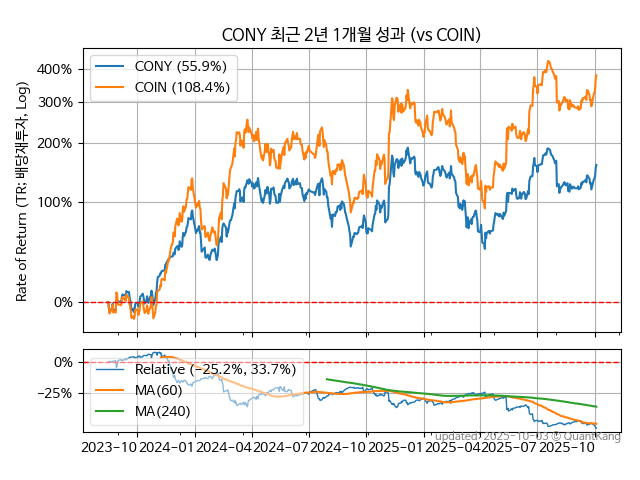 CONY 최근 2년 1개월 성과 (vs COIN)
Rate of Return (TR: 배당재투자, Log)
400%
300%
200%
100%
0%
CONY (55.9%)
COIN (108.4%)
0%
−25%
Relative (−25.2%, 33.7%)
MA(60)
MA(240)
updated: 2025-10-03 © QuantKang
2023-10 2024-01 2024-04 2024-07 2024-10 2025-01 2025-04 2025-07 2025-10